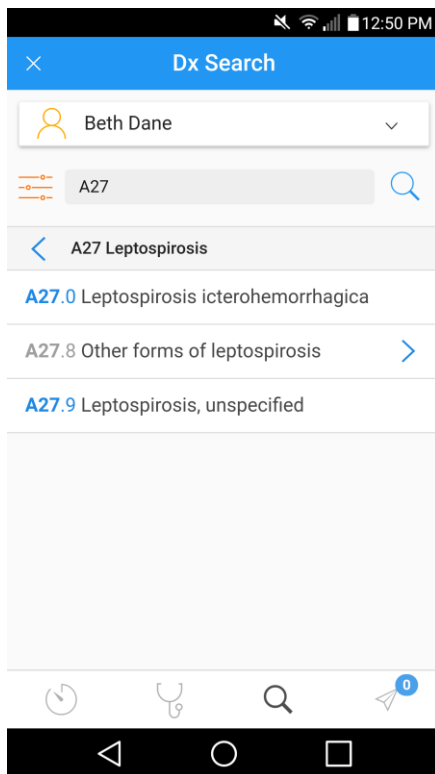 12:50 PM
Dx Search
Beth Dane
A27
A27 Leptospirosis
A27.0 Leptospirosis icterohemorrhagica
A27.8 Other forms of leptospirosis
A27.9 Leptospirosis, unspecified
0